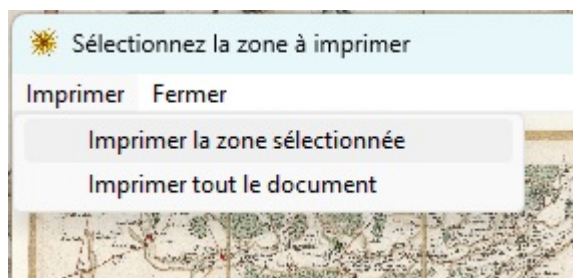 Sélectionnez la zone à imprimer
Imprimer Fermer
Imprimer la zone sélectionnée
Imprimer tout le document